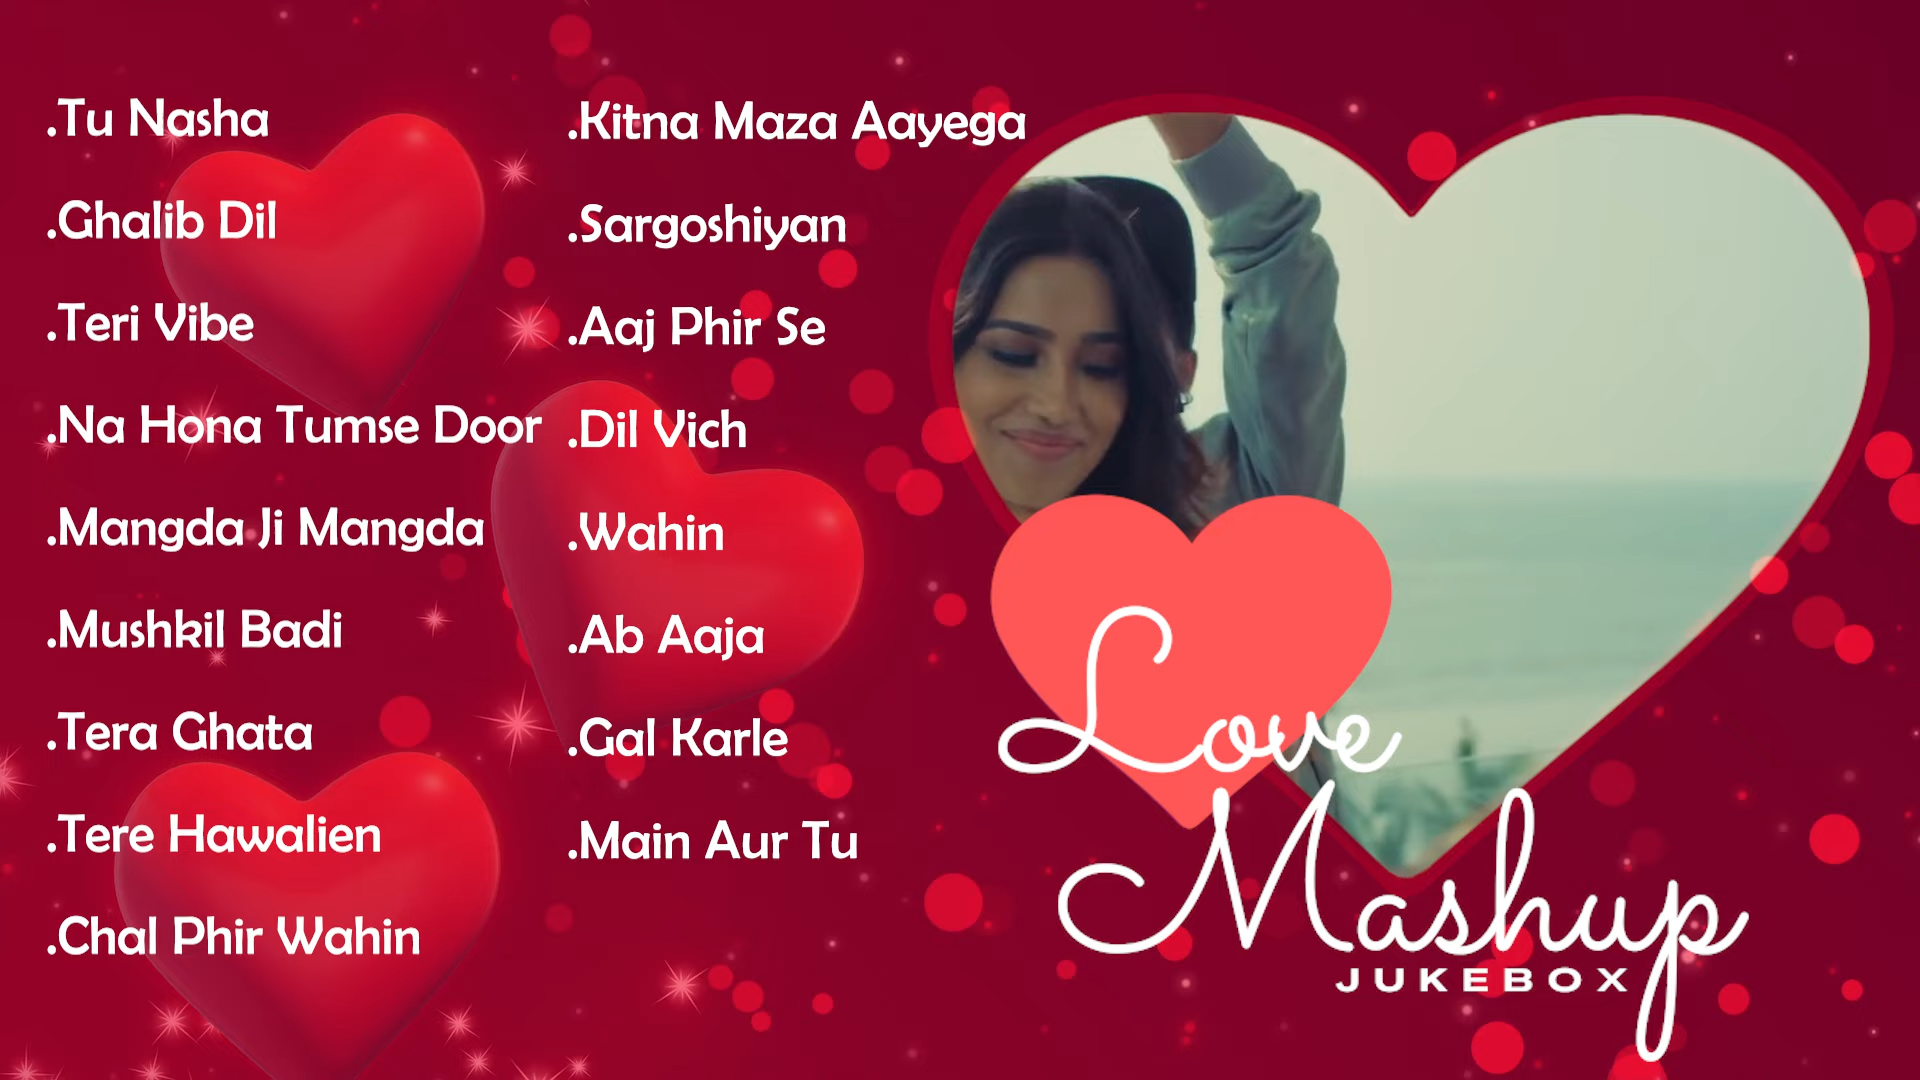 .Tu Nasha
.Ghalib Dil
.Teri Vibe
.Na Hona Tumse Door
.Mangda Ji Mangda
.Mushkil Badi
.Tera Ghata
.Tere Hawalien
.Chal Phir Wahin
.Kitna Maza Aayega
.Sargoshiyan
.Aaj Phir Se
.Dil Vich
.Wahin
.Ab Aaja
.Gal Karle
.Main Aur Tu
Love
Mashup
JUKEBOX